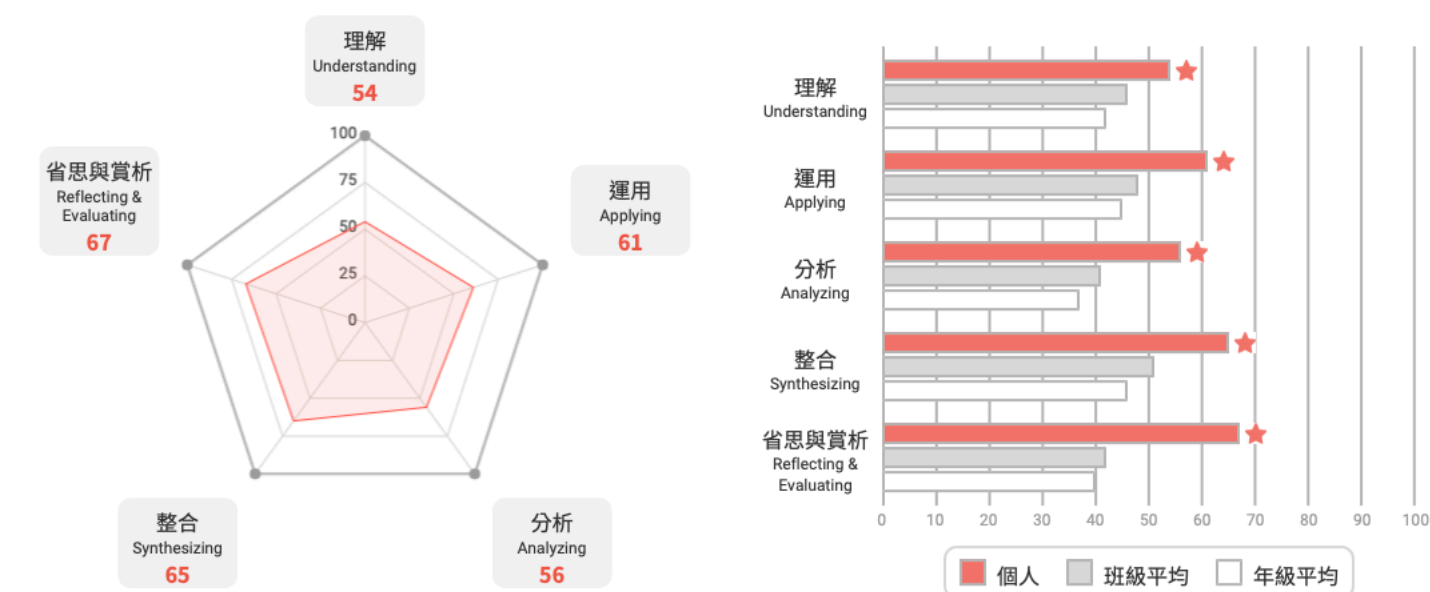 理解
Understanding
54
省思與賞析
Reflecting &
Evaluating
67
運用
Applying
61
100
75
50
25
0
整合
Synthesizing
65
分析
Analyzing
56
理解
Understanding
運用
Applying
分析
Analyzing
整合
Synthesizing
省思與賞析
Reflecting &
Evaluating
0 10 20 30 40 50 60 70 80 90 100
個人 班級平均 年級平均